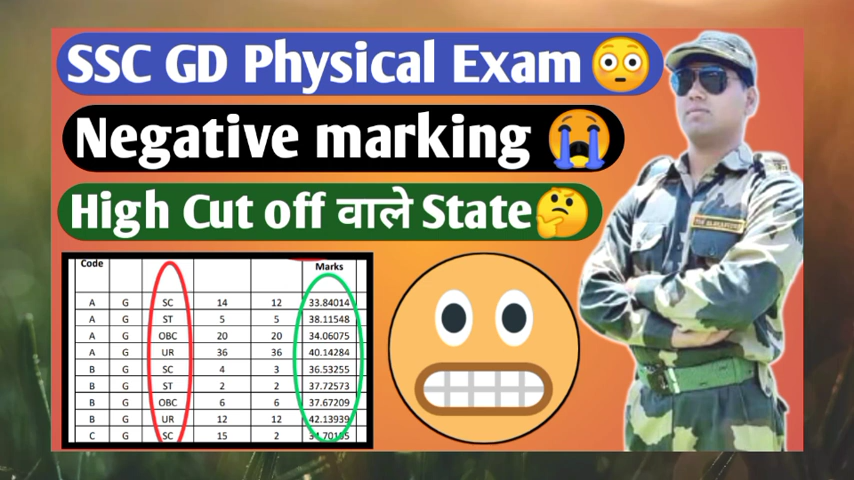 SSC GD Physical Exam
Negative marking
High Cut off वाले State
Code Marks
A G SC 14 12 33.84014
A G ST 5 5 38.11548
A G OBC 20 20 34.06075
A G UR 36 36 40.14284
B G SC 4 3 36.53255
B G ST 2 2 37.72573
B G OBC 6 6 37.67209
B G UR 12 12 42.13939
C G SC 15 2